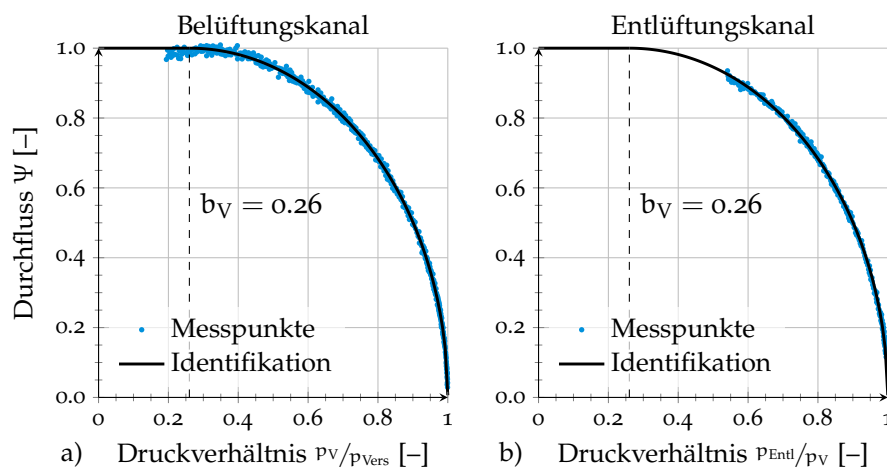 Belüftungskanal
1.0
0.8
0.6
0.4
0.2
0.0
Durchfluss Ψ [–]
b_V = 0.26
Messpunkte
Identifikation
0 0.2 0.4 0.6 0.8 1
a) Druckverhältnis p_V/p_Vers [–]
Entlüftungskanal
1.0
0.8
0.6
0.4
0.2
0.0
b_V = 0.26
Messpunkte
Identifikation
0 0.2 0.4 0.6 0.8 1
b) Druckverhältnis p_Entl/p_V [–]